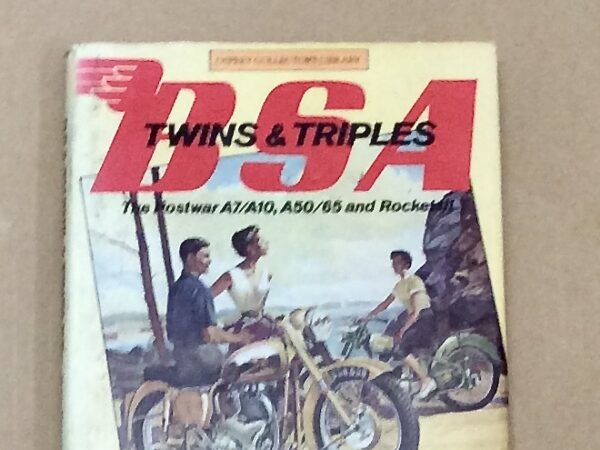 OSPREY COLLECTOR'S LIBRARY
BSA
TWINS & TRIPLES
The Postwar A7/A10, A50/65 and Rocket III